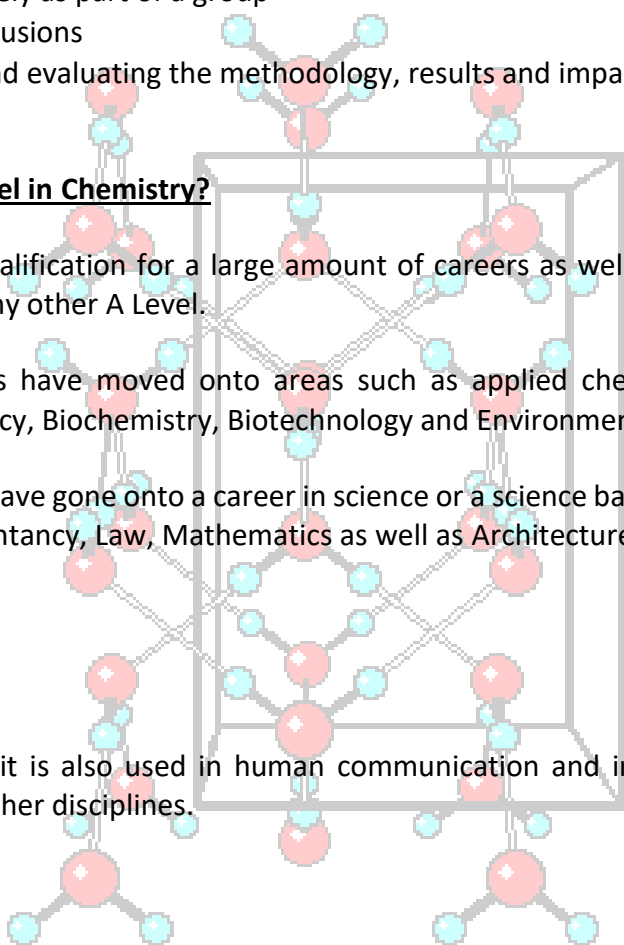 ely as part of a group
usions
nd evaluating the methodology, results and impa
el in Chemistry?
alification for a large amount of careers as wel
ny other A Level.
s have moved onto areas such as applied che
cy, Biochemistry, Biotechnology and Environmen
ave gone onto a career in science or a science ba
ntancy, Law, Mathematics as well as Architecture
it is also used in human communication and i
her disciplines.